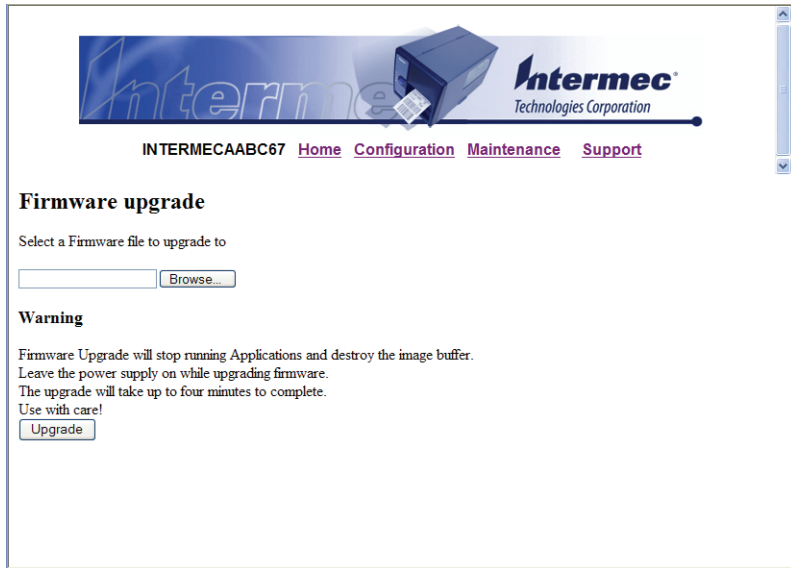 Intermec
Intermec®
Technologies Corporation
INTERMECAABC67 Home Configuration Maintenance Support
Firmware upgrade
Select a Firmware file to upgrade to
Browse...
Warning
Firmware Upgrade will stop running Applications and destroy the image buffer.
Leave the power supply on while upgrading firmware.
The upgrade will take up to four minutes to complete.
Use with care!
Upgrade